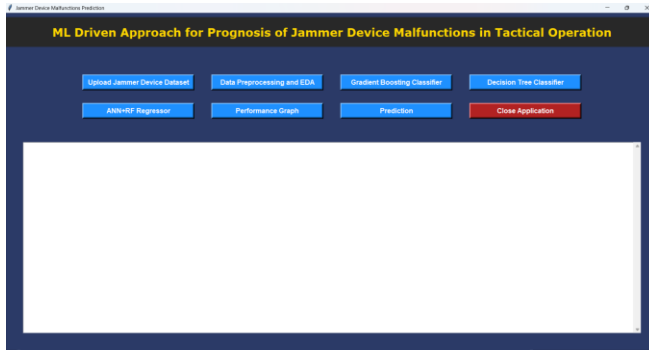 Jammer Device Malfunctions Prediction
ML Driven Approach for Prognosis of Jammer Device Malfunctions in Tactical Operation
Upload Jammer Device Dataset Data Preprocessing and EDA Gradient Boosting Classifier Decision Tree Classifier
ANN+RF Regressor Performance Graph Prediction Close Application